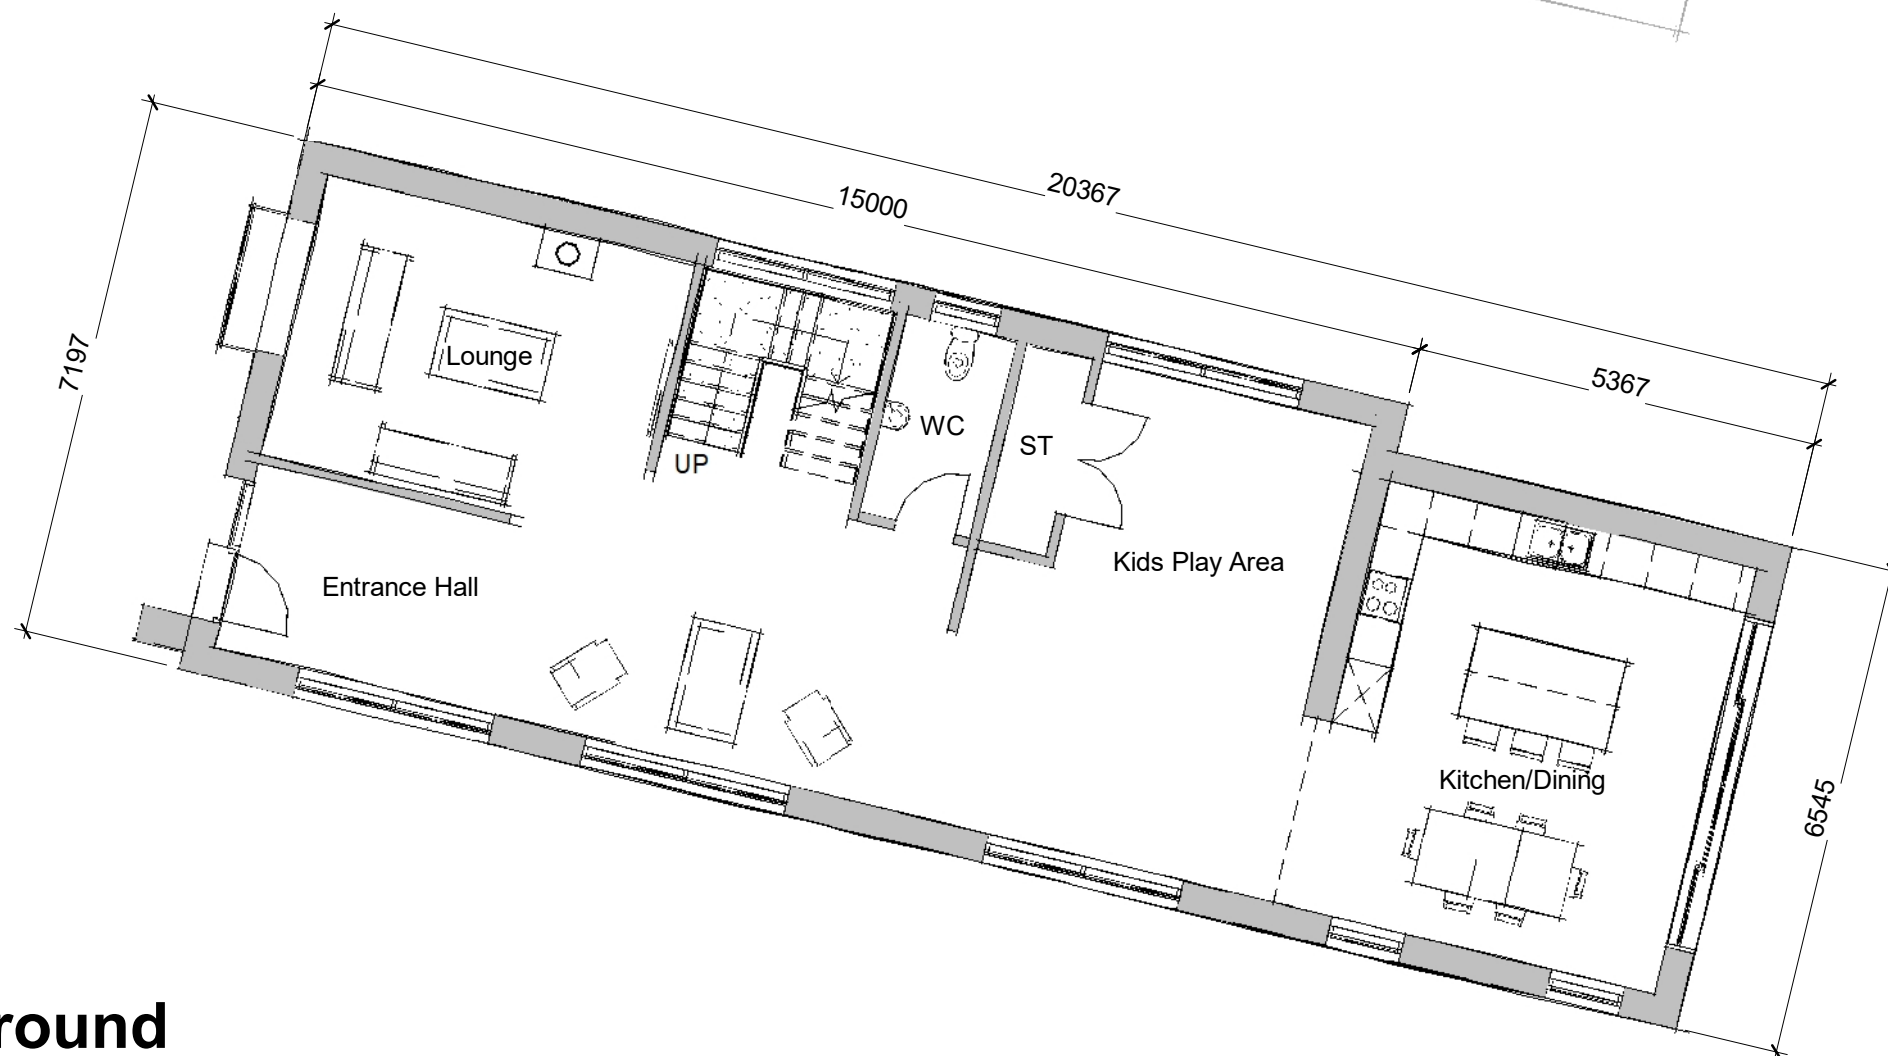 20367
15000
7197
5367
Lounge
WC
ST
UP
Kids Play Area
Entrance Hall
Kitchen/Dining
6545
round